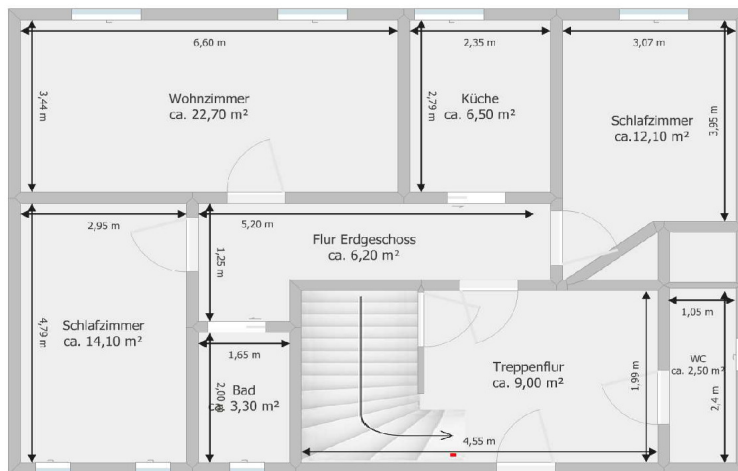 6,60 m
2,35 m
3,07 m
3,44 m
Wohnzimmer
ca. 22,70 m²
2,79 m
Küche
ca. 6,50 m²
Schlafzimmer
ca.12,10 m²
3,95 m
2,95 m
5,20 m
Flur Erdgeschoss
ca. 6,20 m²
1,25 m
4,79 m
Schlafzimmer
ca. 14,10 m²
1,65 m
2,00 m
Bad
ca. 3,30 m²
Treppenflur
ca. 9,00 m²
1,99 m
4,55 m
1,05 m
WC
ca. 2,50 m²
2,4 m